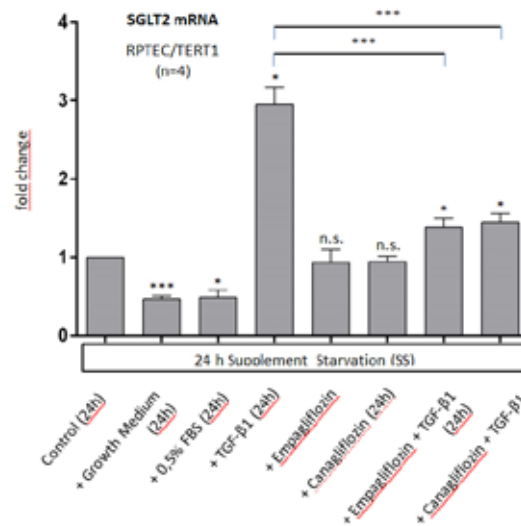 SGLT2 mRNA
RPTEC/TERT1
(n=4)
***
***
fold change
4
3
2
1
0
***
*
*
n.s.
n.s.
*
*
24 h Supplement Starvation (SS)
Control (24h)
+ Growth Medium
(24h)
+ 0,5% FBS (24h)
+ TGF-β1 (24h)
+ Empagliflozin
+ Canagliflozin (24h)
+ Empagliflozin + TGF-β1
(24h)
+ Canagliflozin + TGF-